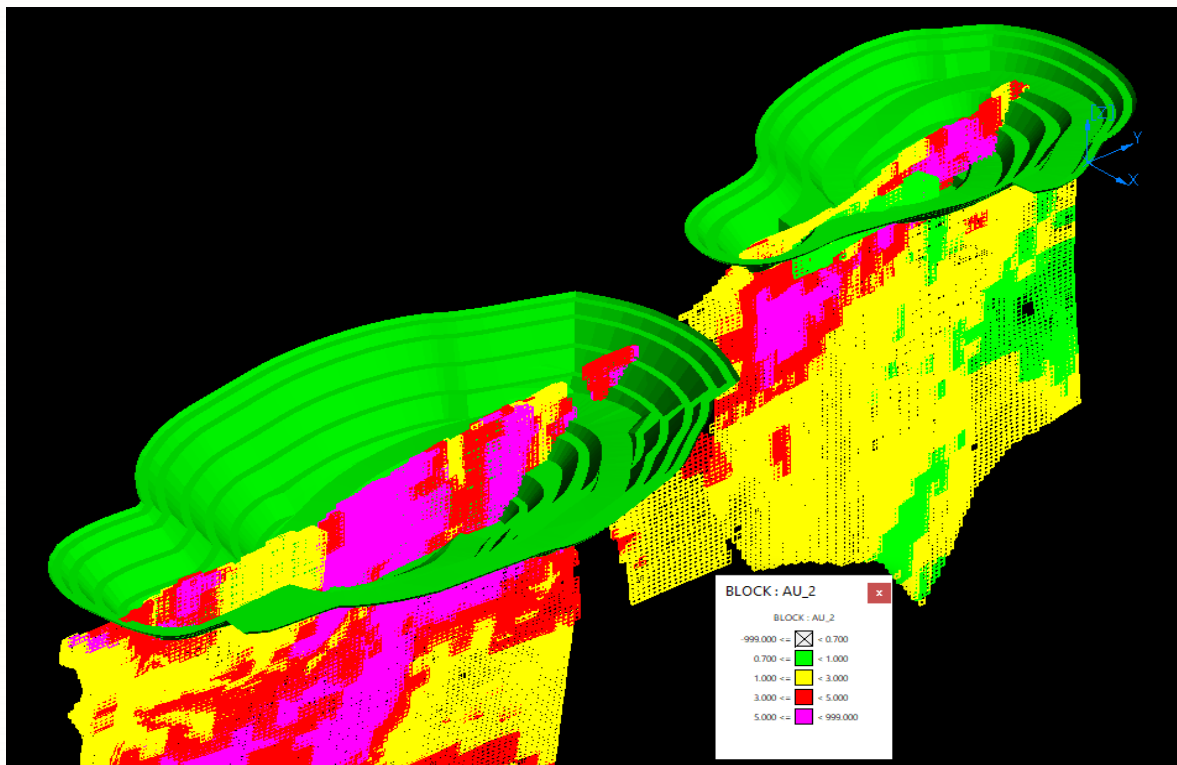 Z
Y
X
BLOCK : AU_2
x
BLOCK : AU_2
-999.000 <= < 0.700
0.700 <= < 1.000
1.000 <= < 3.000
3.000 <= < 5.000
5.000 <= < 999.000